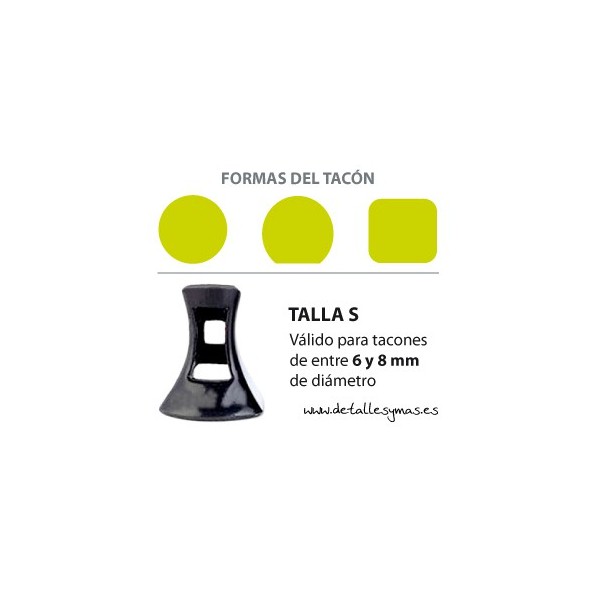 FORMAS DEL TACÓN
TALLA S
Válido para tacones
de entre 6 y 8 mm
de diámetro
www.detallesymas.es